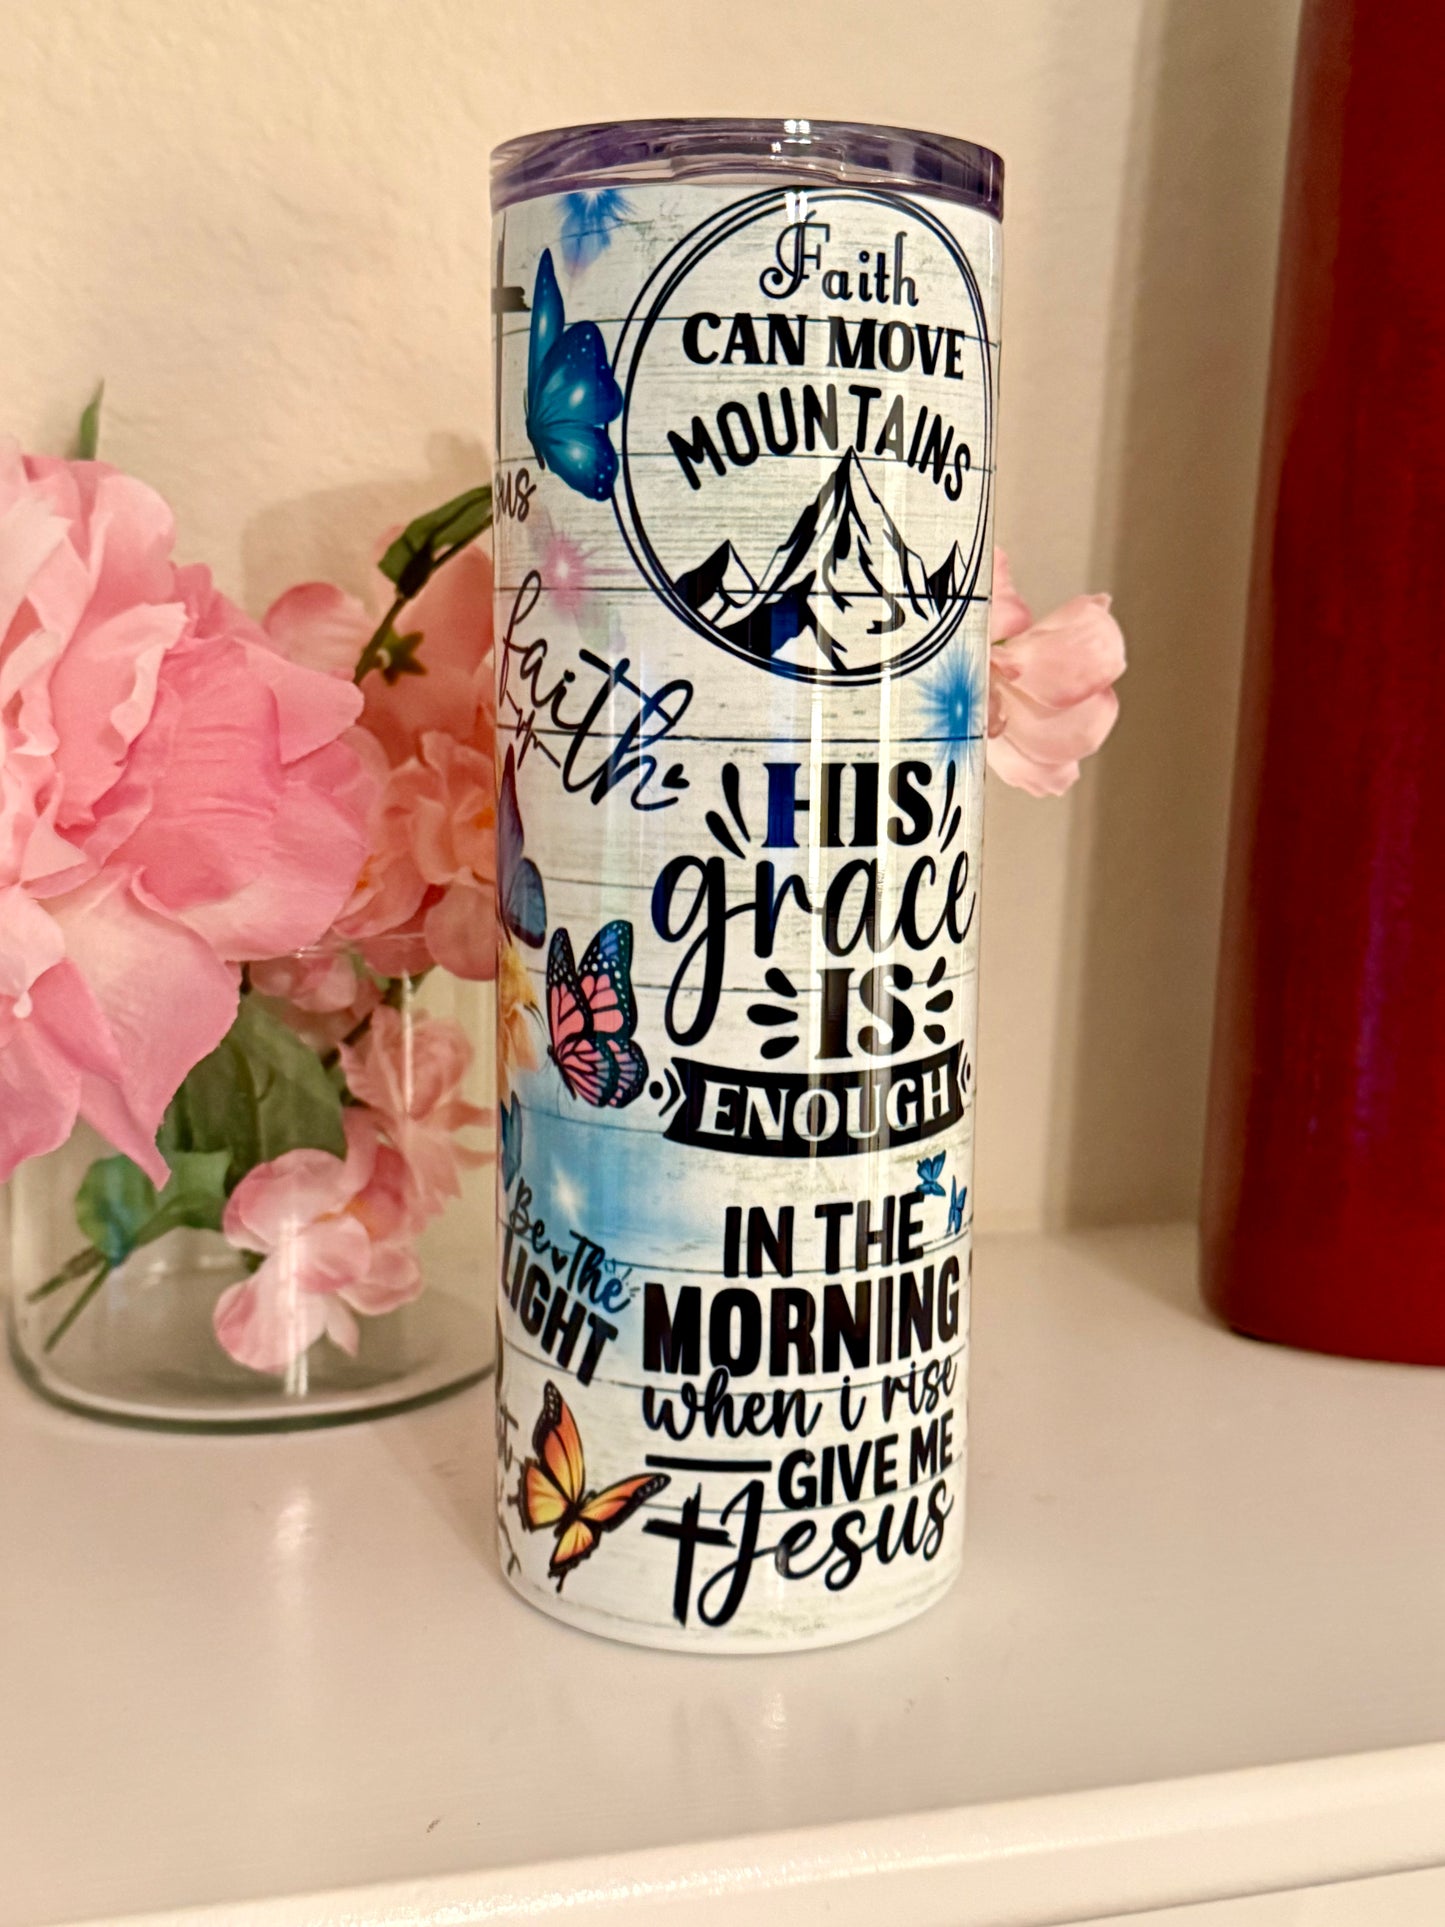 Faith
CAN MOVE
MOUNTAINS
faith
HIS
grace
IS
ENOUGH
Be The
LIGHT
IN THE
MORNING
when i rise
GIVE ME
Jesus